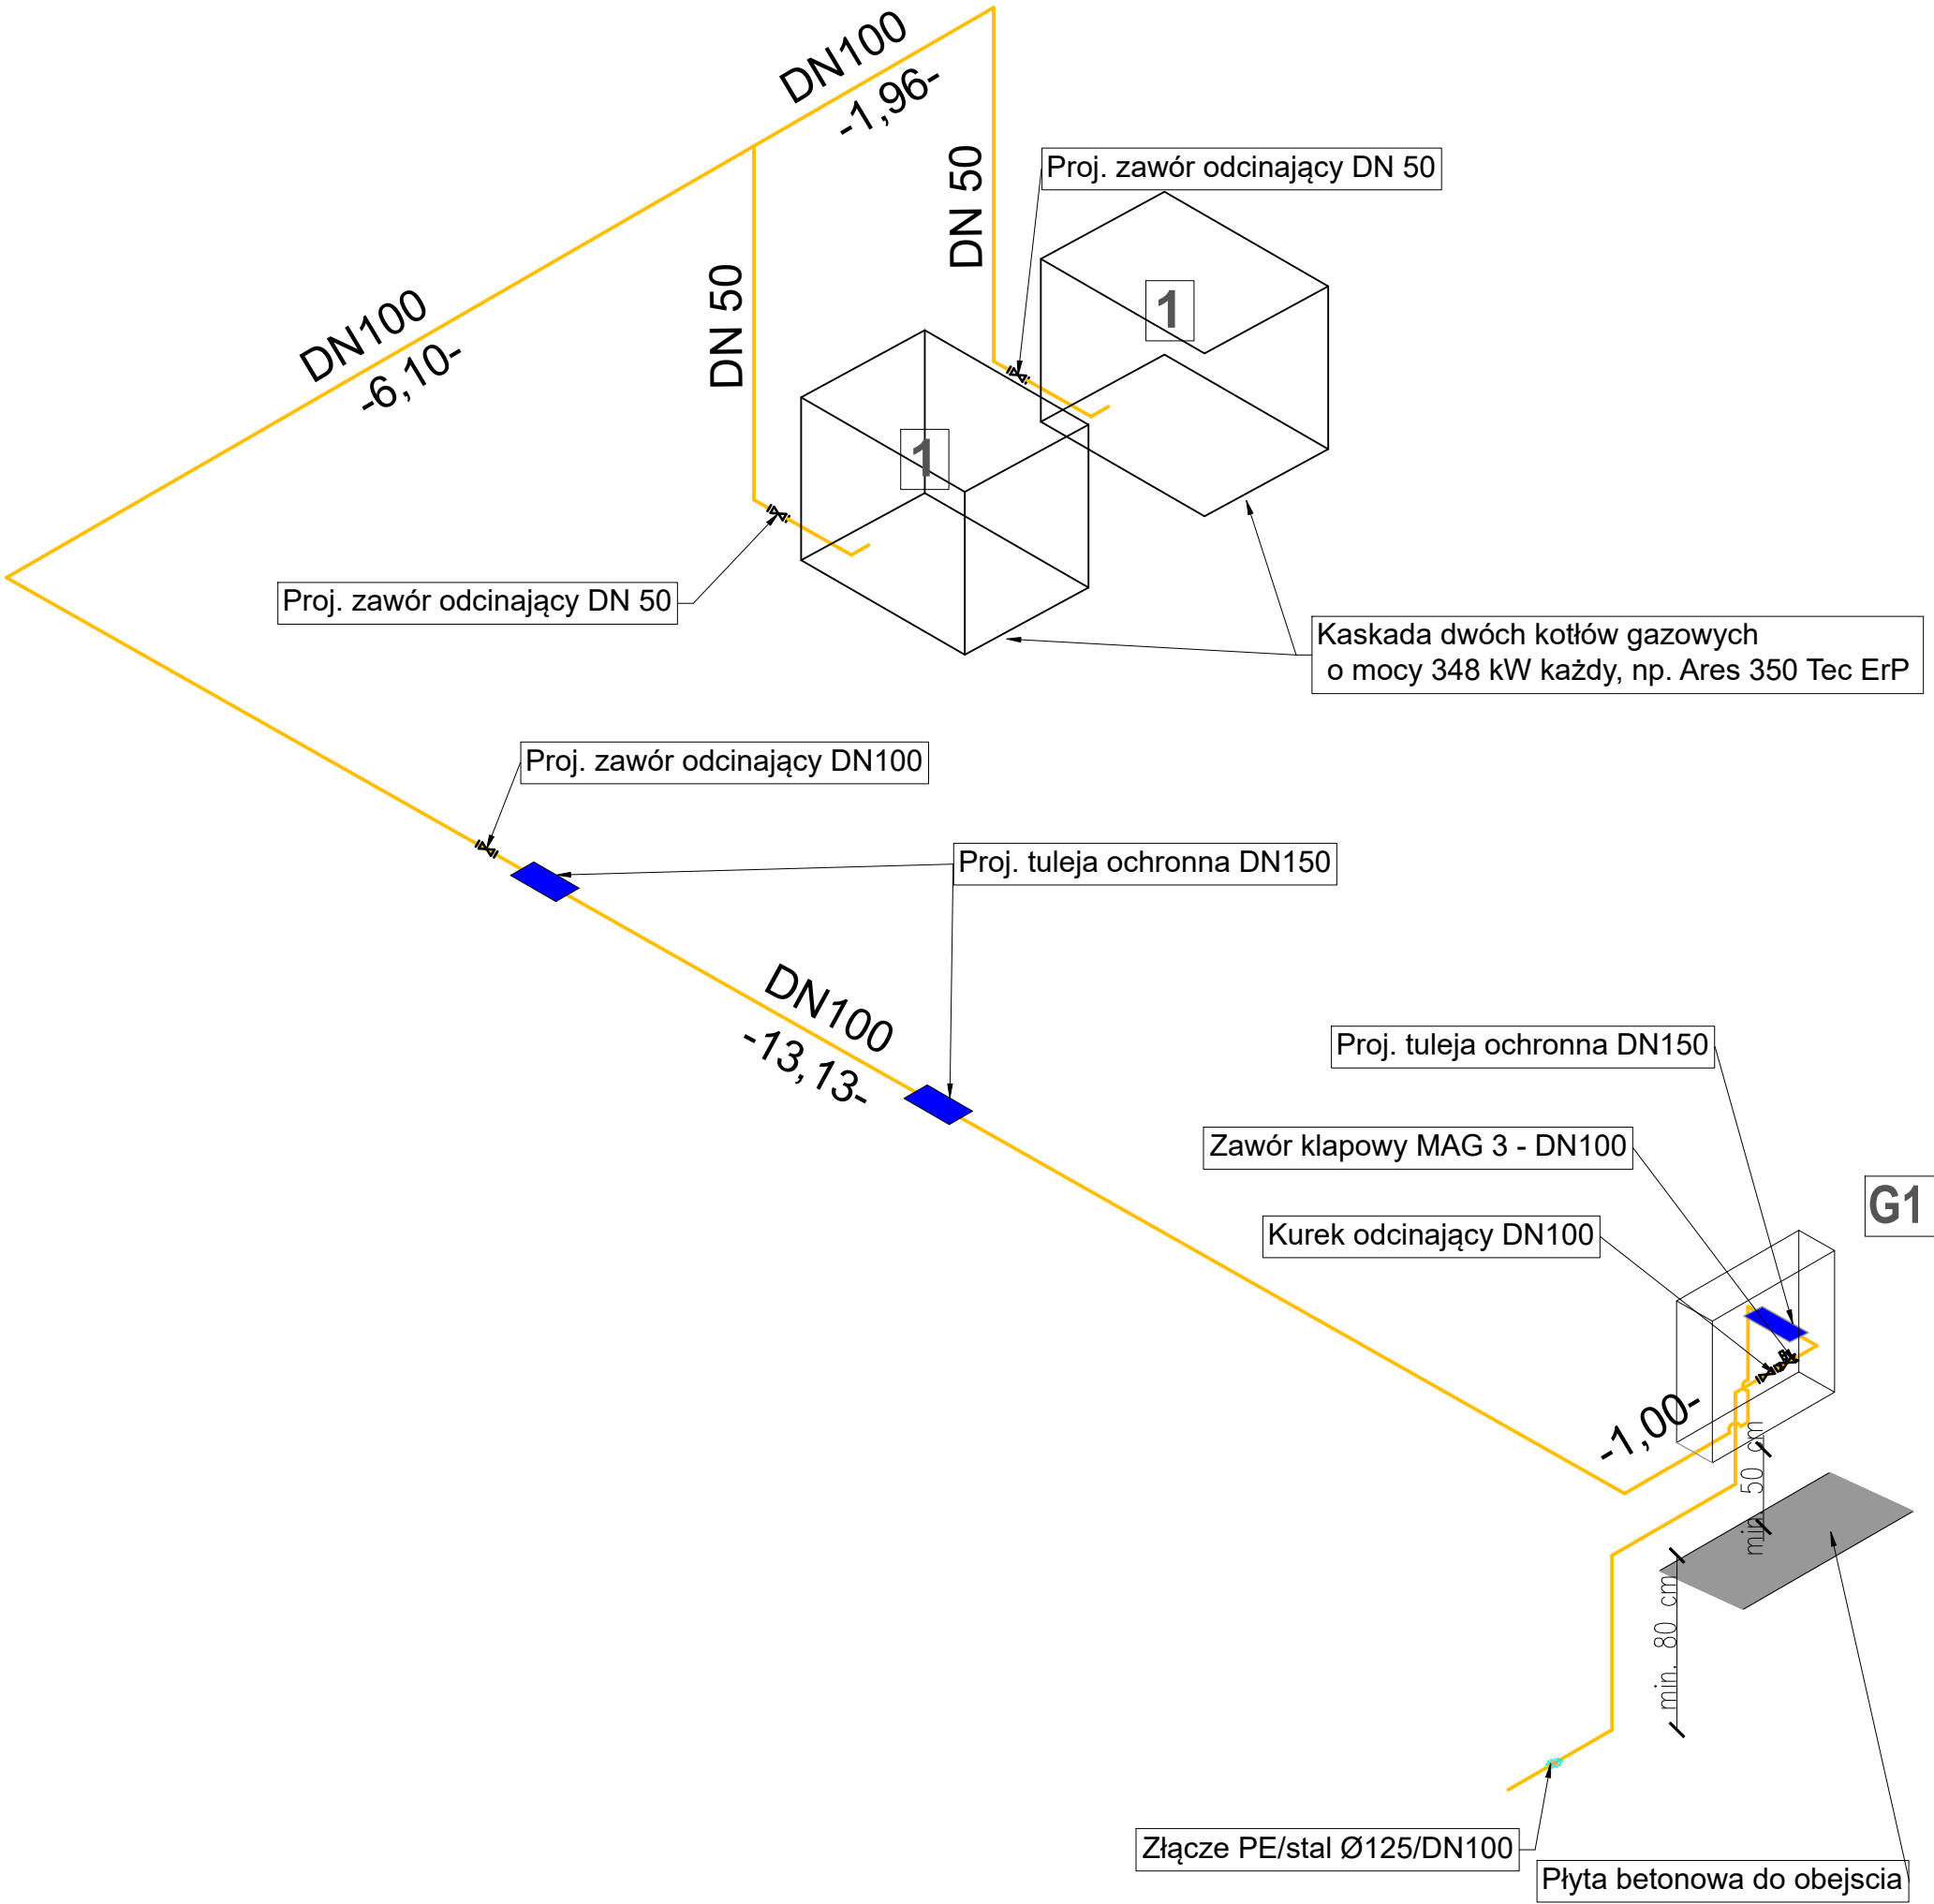 DN100
-1,96-
DN 50
Proj. zawór odcinający DN 50
1
DN100
-6,10-
DN 50
1
Proj. zawór odcinający DN 50
Kaskada dwóch kotłów gazowych
o mocy 348 kW każdy, np. Ares 350 Tec ErP
Proj. zawór odcinający DN100
Proj. tuleja ochronna DN150
DN100
-13,13-
Proj. tuleja ochronna DN150
Zawór klapowy MAG 3 - DN100
G1
Kurek odcinający DN100
-1,00-
min 50 cm
min. 80 cm
Złącze PE/stal Ø125/DN100
Płyta betonowa do obejscia